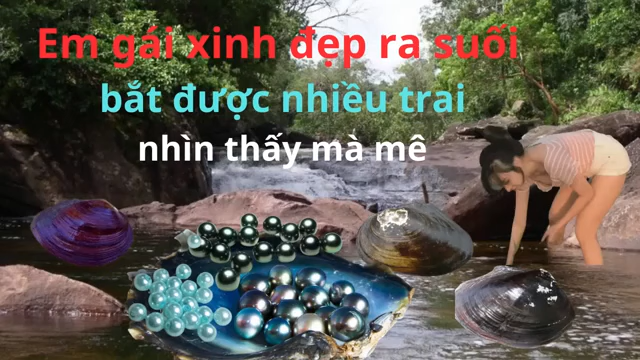 Em gái xinh đẹp ra suối
bắt được nhiều trai
nhìn thấy mà mê